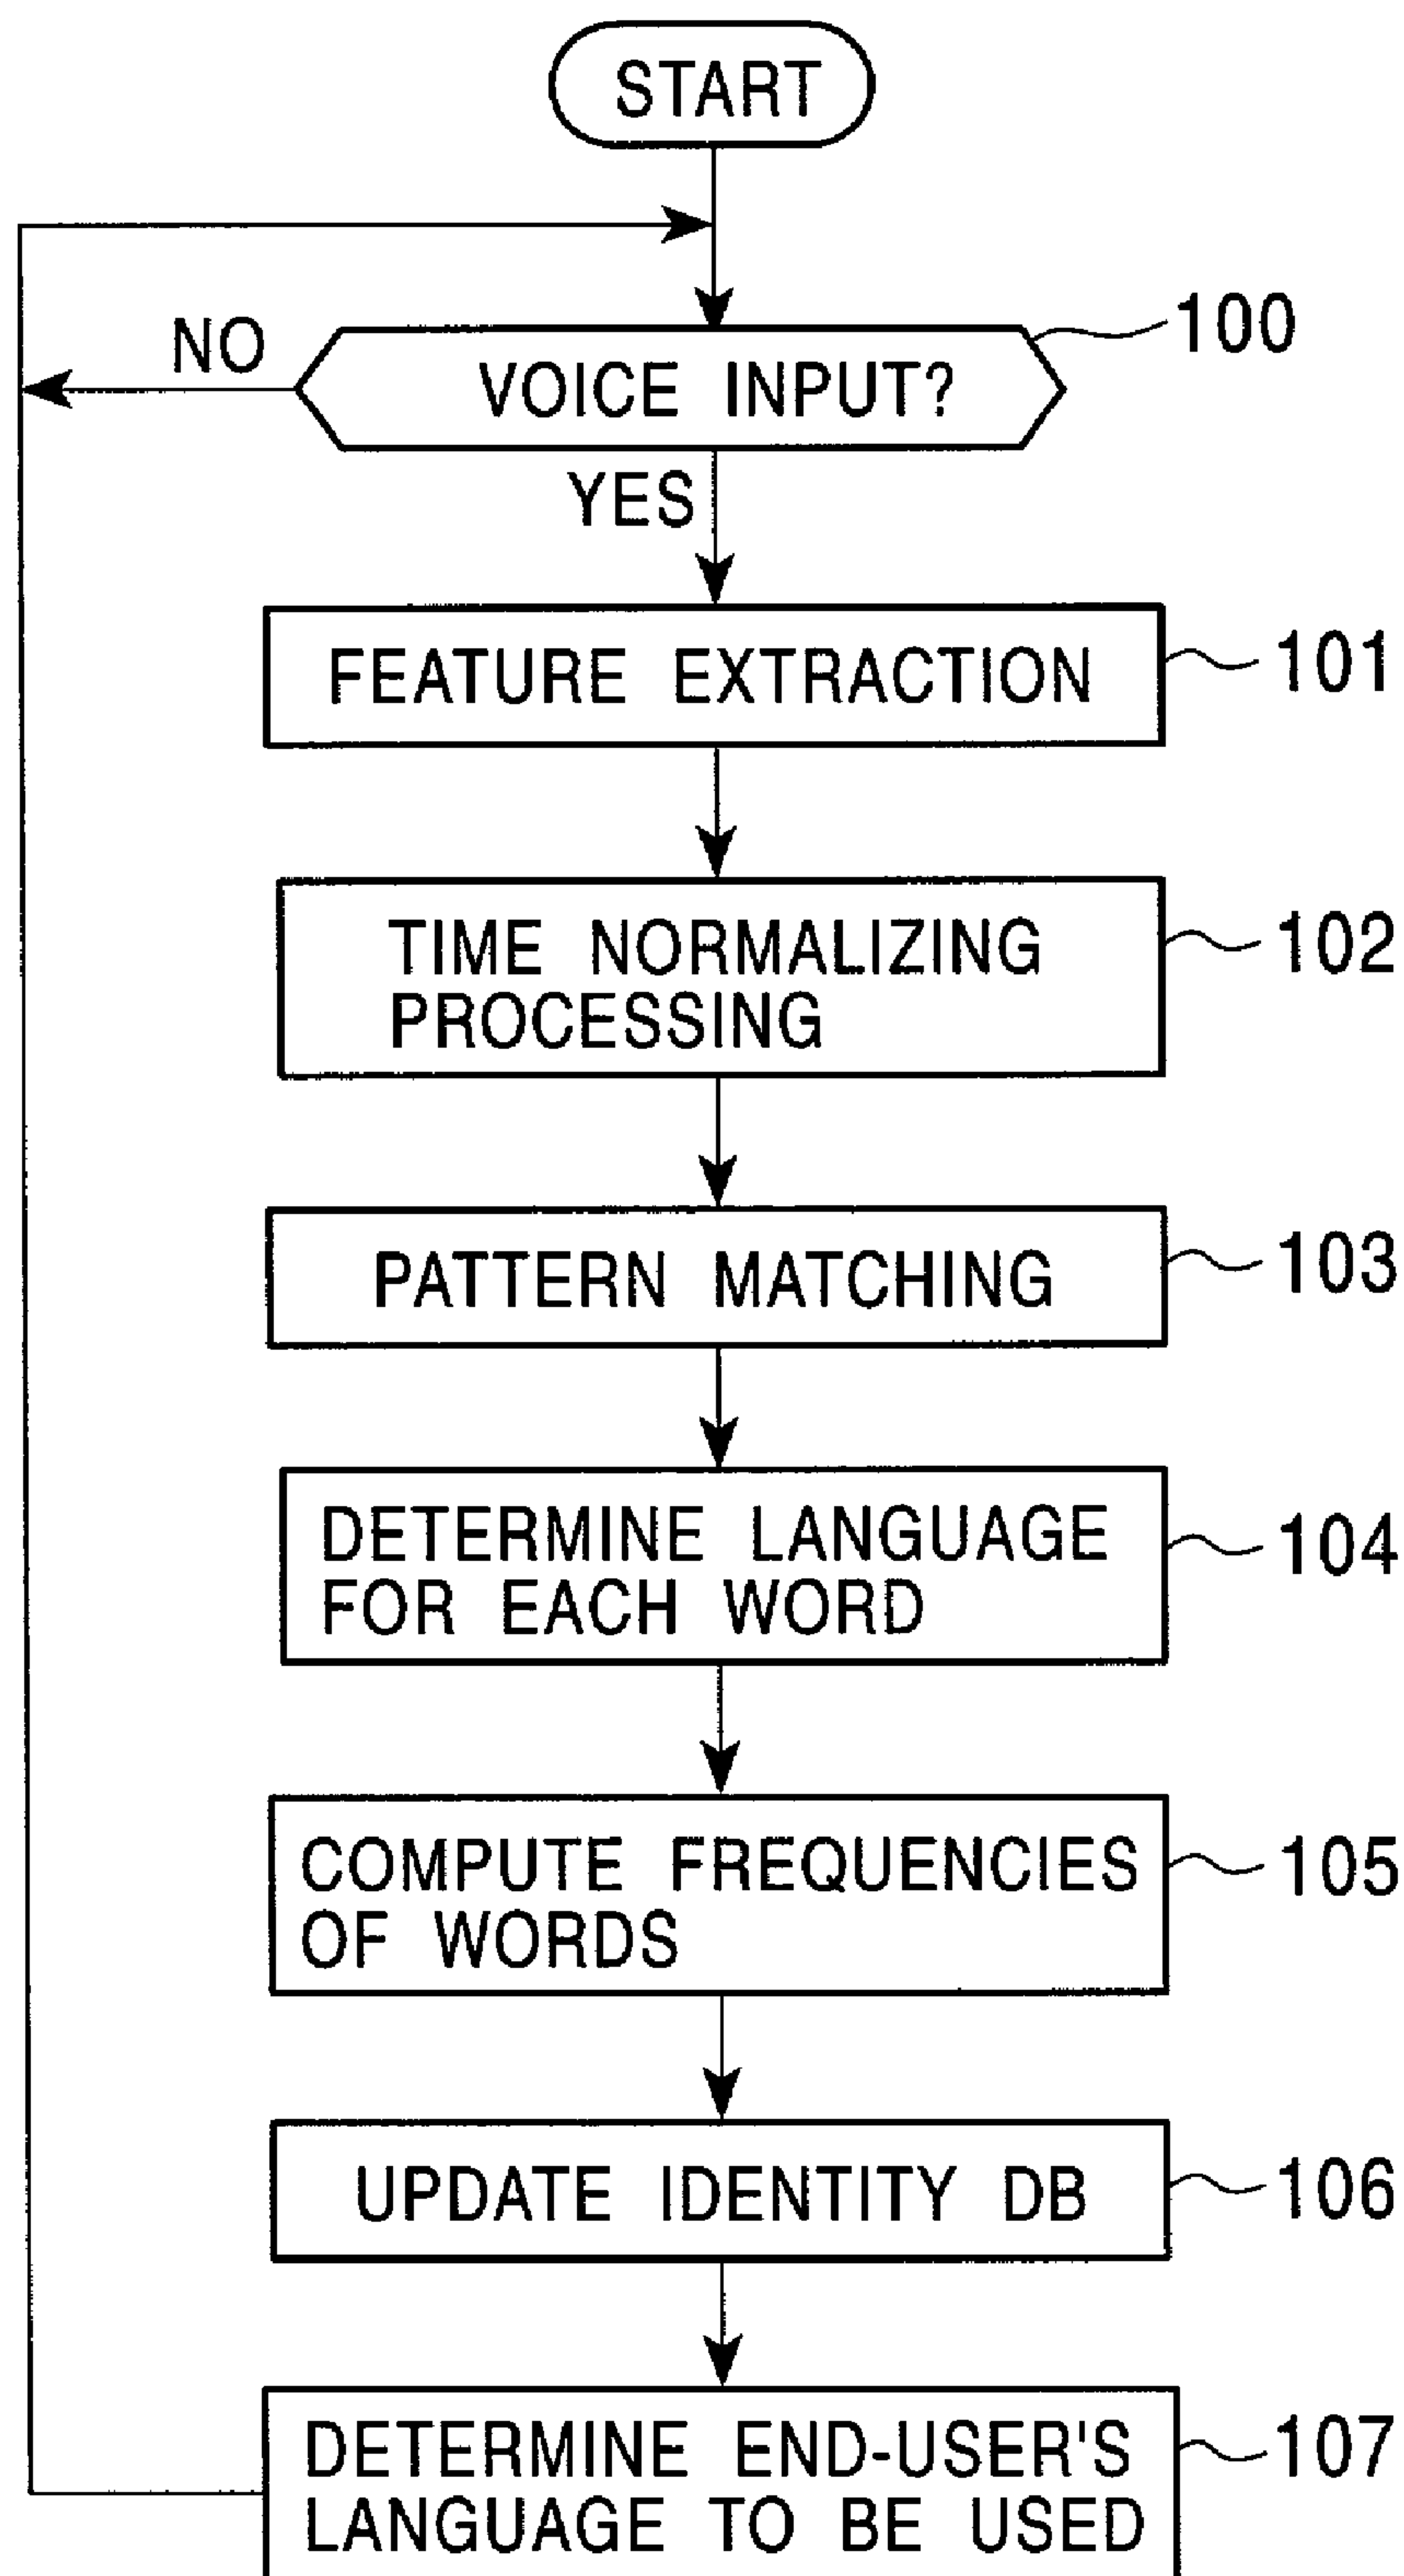 START
100
NO
VOICE INPUT?
YES
FEATURE EXTRACTION
101
TIME NORMALIZING
PROCESSING
102
PATTERN MATCHING
103
DETERMINE LANGUAGE
FOR EACH WORD
104
COMPUTE FREQUENCIES
OF WORDS
105
UPDATE IDENTITY DB
106
DETERMINE END-USER'S
LANGUAGE TO BE USED
107